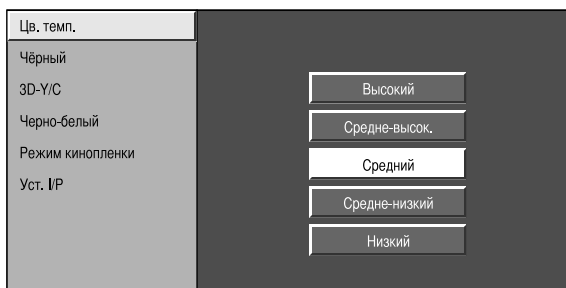 Цв. темп.
Чёрный
3D-Y/C
Черно-белый
Режим кинопленки
Уст. I/P
Высокий
Средне-высок.
Средний
Средне-низкий
Низкий